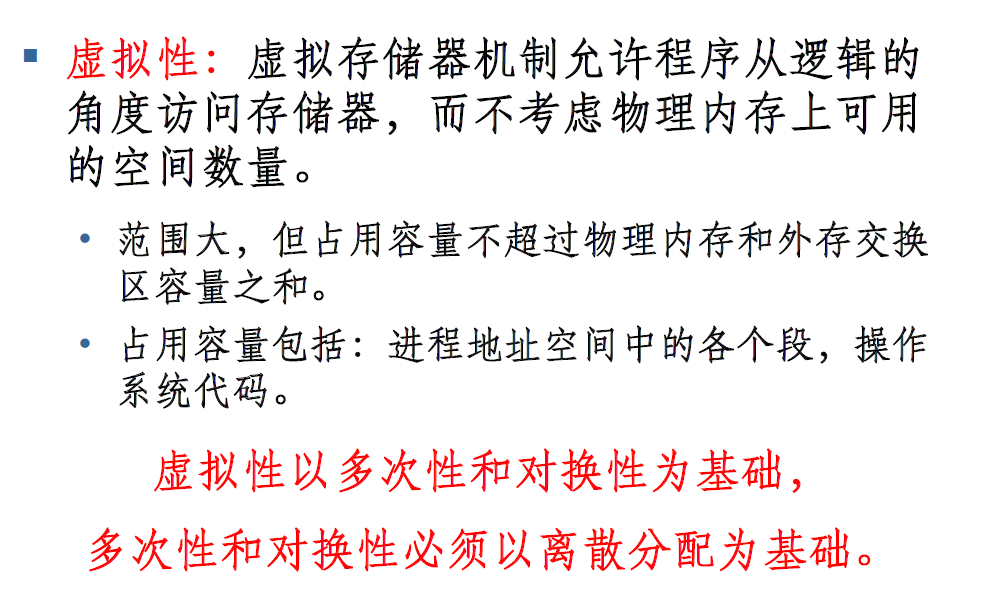 虚拟性：虚拟存储器机制允许程序从逻辑的
角度访问存储器，而不考虑物理内存上可用
的空间数量。
范围大，但占用容量不超过物理内存和外存交换
区容量之和。
占用容量包括：进程地址空间中的各个段，操作
系统代码。
虚拟性以多次性和对换性为基础，
多次性和对换性必须以离散分配为基础。